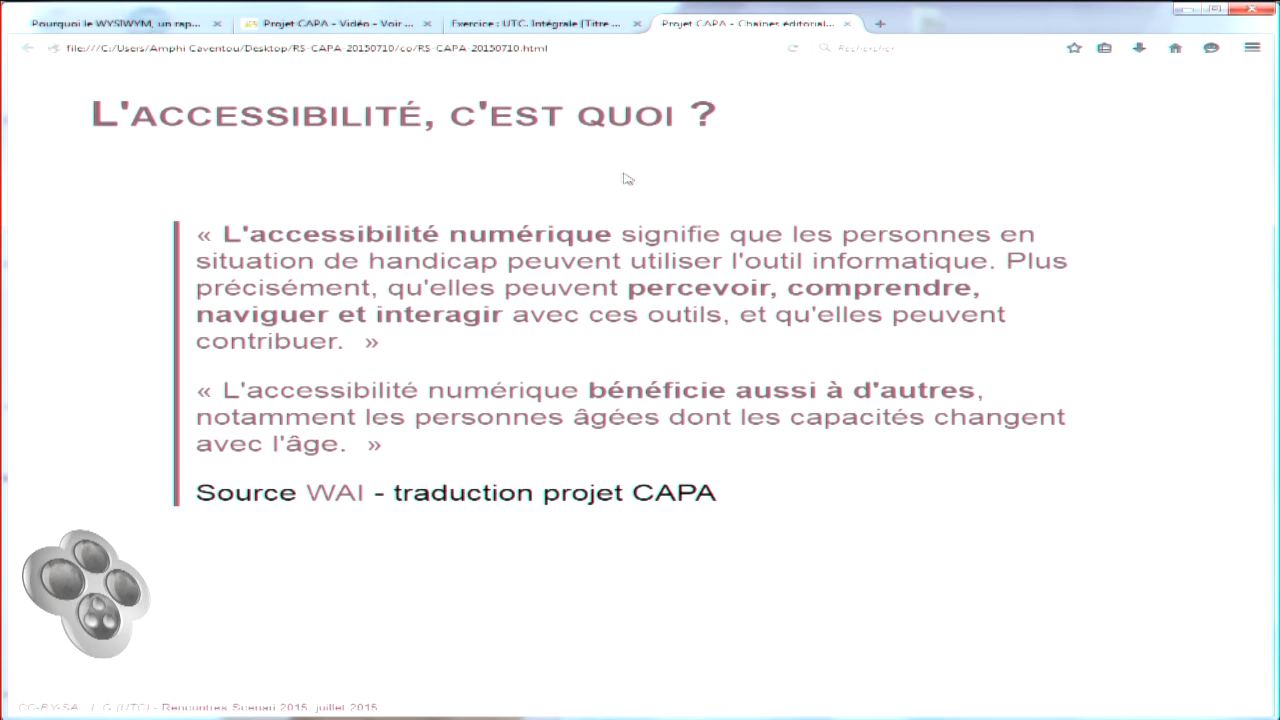 Pourquoi le WYSIWYM, un rap...
Projet CAPA - Vidéo - Voir ...
Exercice : UTC. Intégrale [Titre ...
Projet CAPA - Chaînes éditorial...
file:///C:/Users/Amphi Caventou/Desktop/RS-CAPA-20150710/co/RS-CAPA-20150710.html
Rechercher
L'ACCESSIBILITÉ, C'EST QUOI ?
« L'accessibilité numérique signifie que les personnes en
situation de handicap peuvent utiliser l'outil informatique. Plus
précisément, qu'elles peuvent percevoir, comprendre,
naviguer et interagir avec ces outils, et qu'elles peuvent
contribuer. »
« L'accessibilité numérique bénéficie aussi à d'autres,
notamment les personnes âgées dont les capacités changent
avec l'âge. »
Source WAI - traduction projet CAPA
CC-BY-SA (UTC) - Rencontres Scenari 2015, juillet 2015